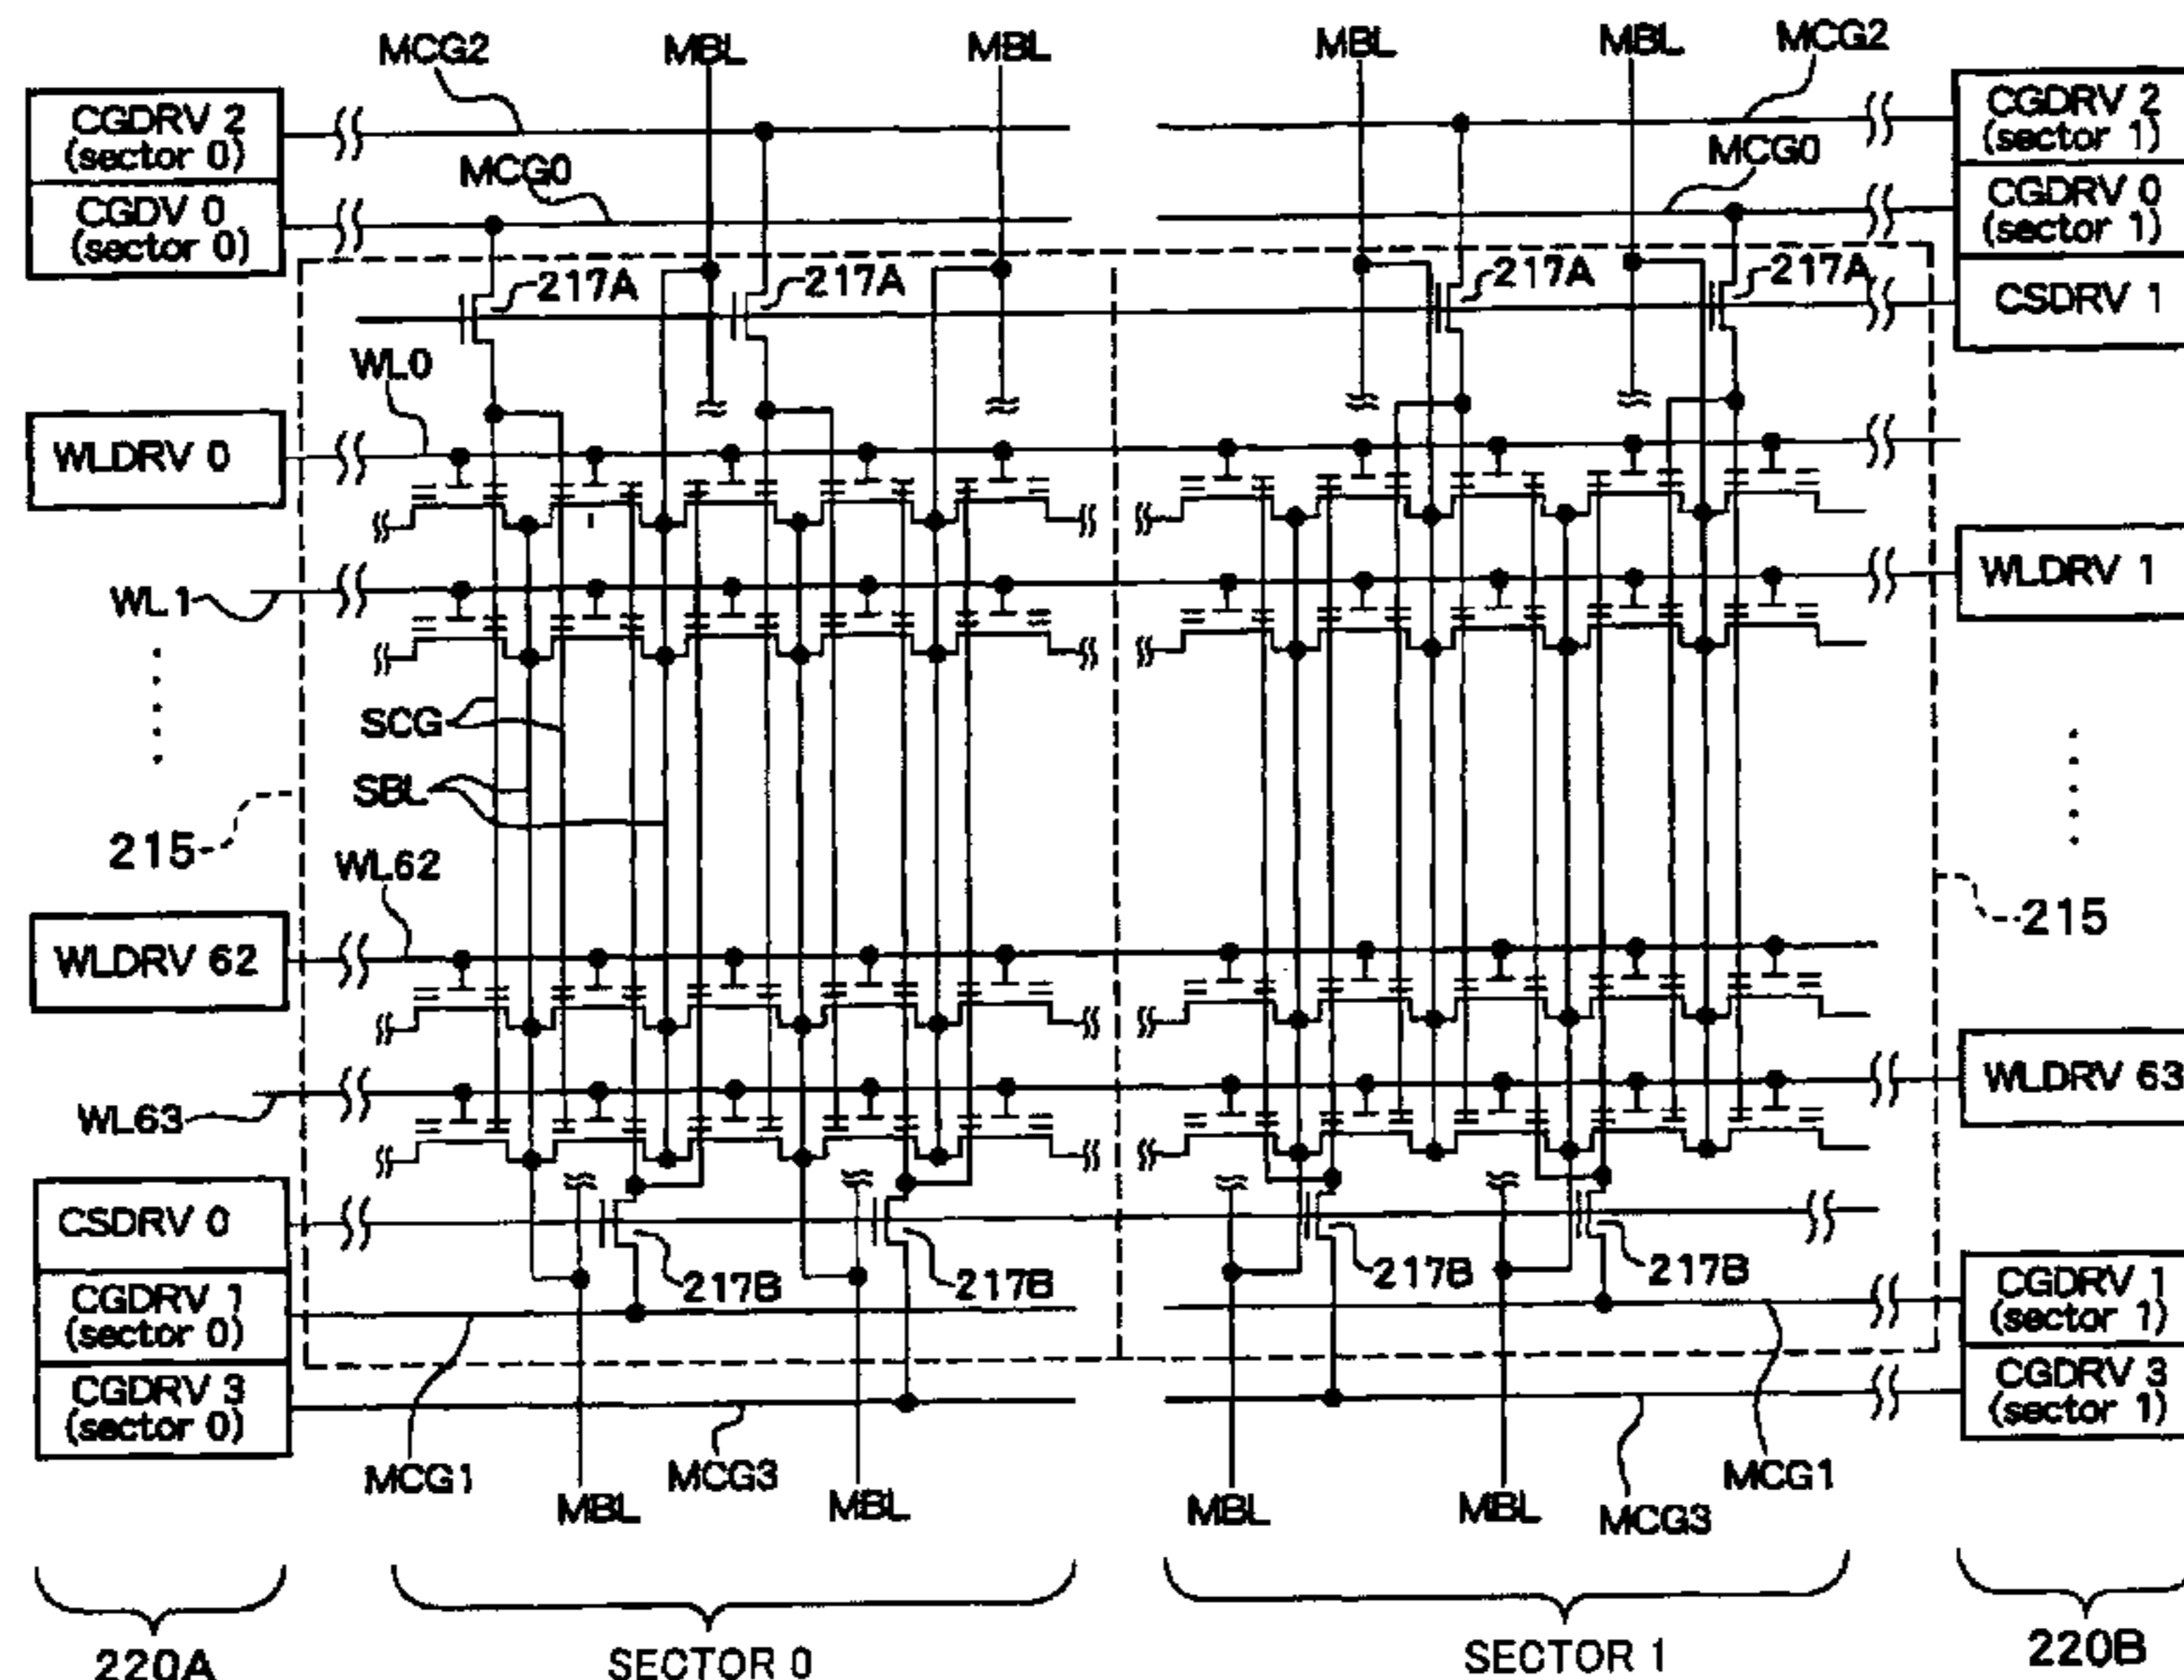 MCG2 MBL MBL MBL MBL MCG2
CGDRV 2
(sector 0)
CGDRV 2
(sector 1)
MCG0 MCG0
CGDV 0
(sector 0)
CGDRV 0
(sector 1)
217A 217A 217A 217A
CSDRV 1
WL0
WLDRV 0
WL1
WLDRV 1
SCG
SBL
215
WL62
215
WLDRV 62
WL63
WLDRV 63
CSDRV 0
217B 217B 217B 217B
CGDRV 1
(sector 0)
CGDRV 1
(sector 1)
CGDRV 3
(sector 0)
CGDRV 3
(sector 1)
MCG1 MBL MCG3 MBL MBL MBL MCG3 MCG1
220A SECTOR 0 SECTOR 1 220B